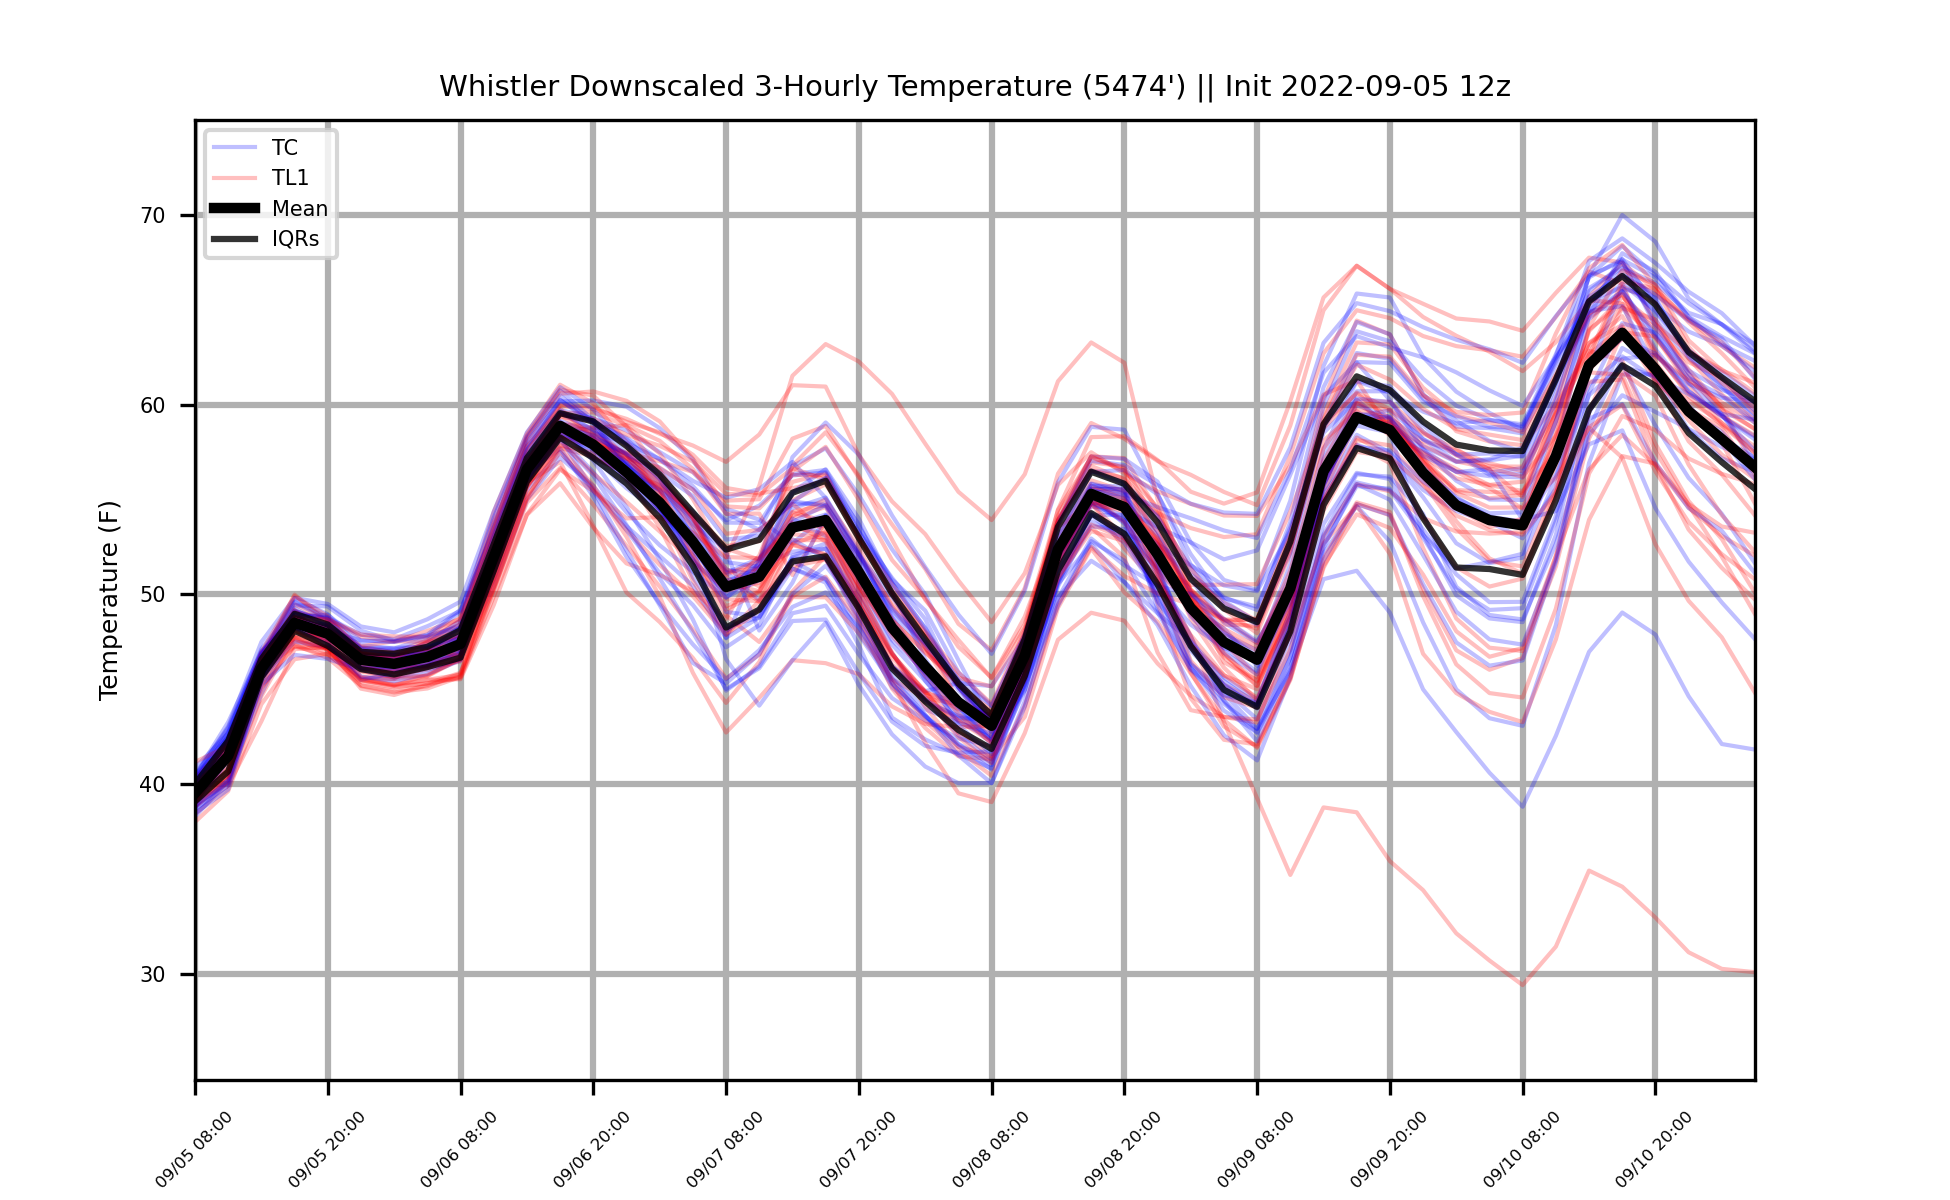 Whistler Downscaled 3-Hourly Temperature (5474') || Init 2022-09-05 12z
TC
TL1
Mean
IQRs
Temperature (F)
70
60
50
40
30
09/05 08:00
09/05 20:00
09/06 08:00
09/06 20:00
09/07 08:00
09/07 20:00
09/08 08:00
09/08 20:00
09/09 08:00
09/09 20:00
09/10 08:00
09/10 20:00